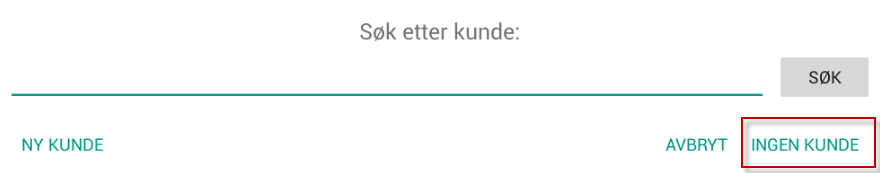 Søk etter kunde:
SØK
NY KUNDE AVBRYT INGEN KUNDE